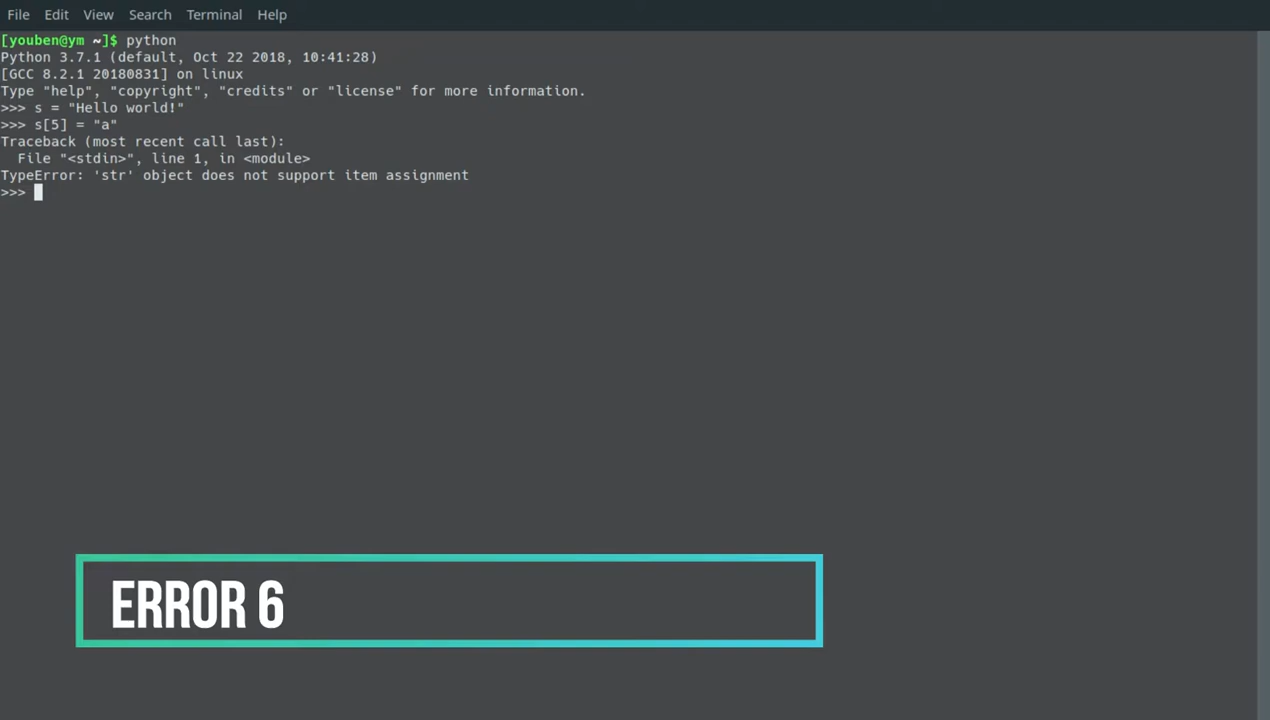 File Edit View Search Terminal Help
[youben@ym ~]$ python
Python 3.7.1 (default, Oct 22 2018, 10:41:28)
[GCC 8.2.1 20180831] on linux
Type "help", "copyright", "credits" or "license" for more information.
>>> s = "Hello world!"
>>> s[5] = "a"
Traceback (most recent call last):
  File "<stdin>", line 1, in <module>
TypeError: 'str' object does not support item assignment
>>>
ERROR 6